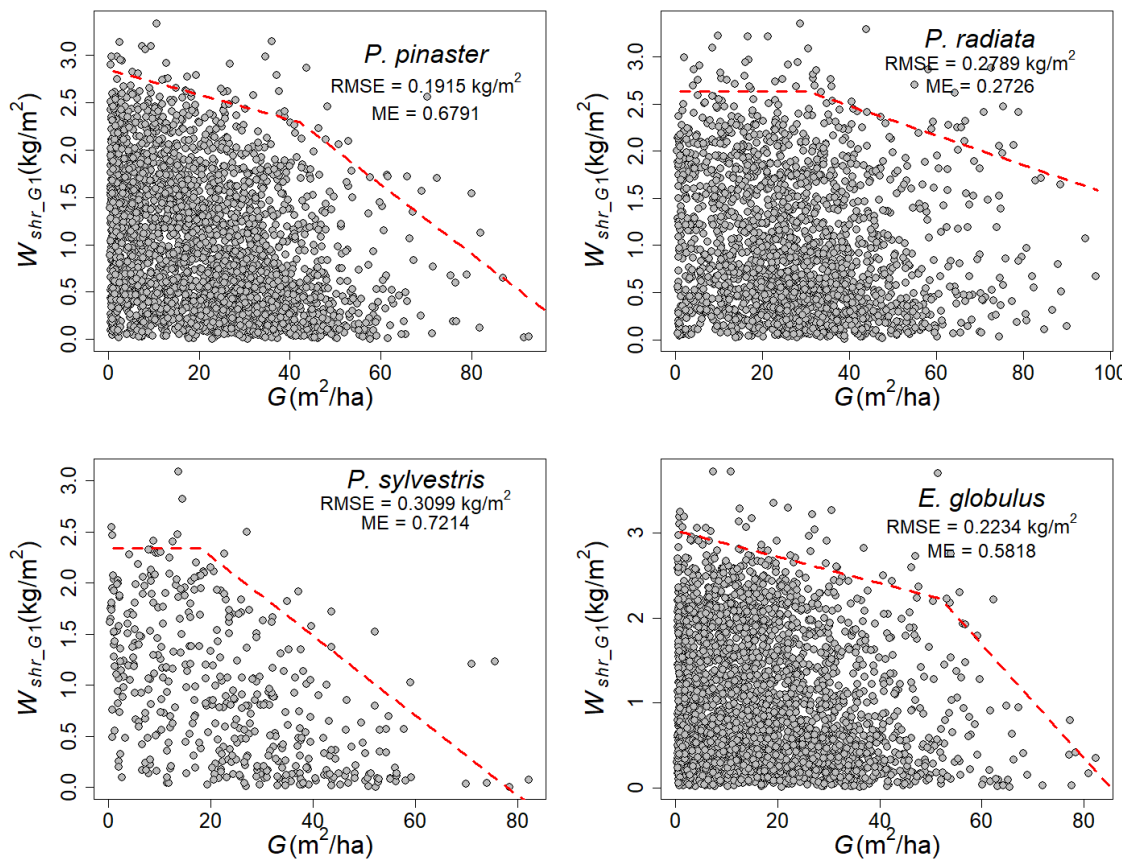 P. pinaster
RMSE = 0.1915 kg/m²
ME = 0.6791
W shr_G1 (kg/m²)
0.0 0.5 1.0 1.5 2.0 2.5 3.0
0 20 40 60 80
G (m²/ha)
P. radiata
RMSE = 0.2789 kg/m²
ME = 0.2726
W shr_G1 (kg/m²)
0.0 0.5 1.0 1.5 2.0 2.5 3.0
0 20 40 60 80 100
G (m²/ha)
P. sylvestris
RMSE = 0.3099 kg/m²
ME = 0.7214
W shr_G1 (kg/m²)
0.0 0.5 1.0 1.5 2.0 2.5 3.0
0 20 40 60 80
G (m²/ha)
E. globulus
RMSE = 0.2234 kg/m²
ME = 0.5818
W shr_G1 (kg/m²)
0 1 2 3
0 20 40 60 80
G (m²/ha)